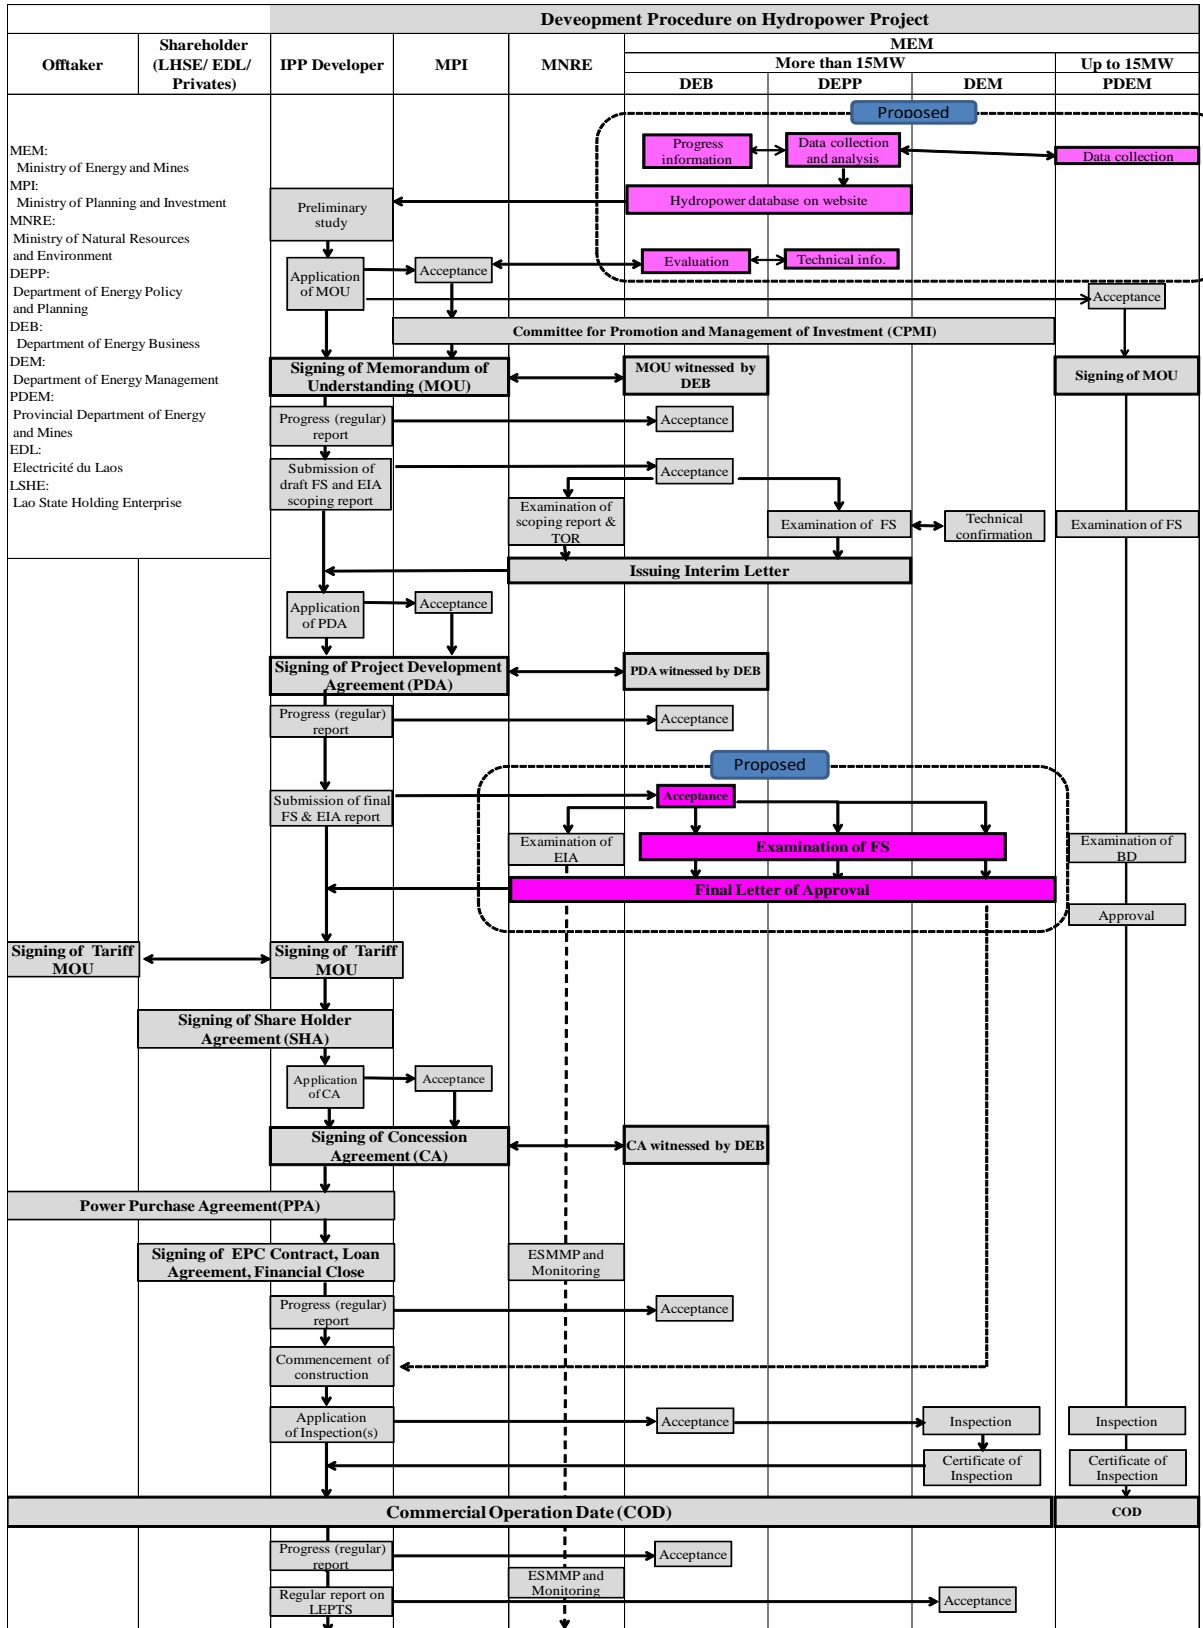 Deveopment Procedure on Hydropower Project
Offtaker
Shareholder
(LHSE/ EDL/
Privates)
IPP Developer
MPI
MNRE
MEM
More than 15MW
Up to 15MW
DEB
DEPP
DEM
PDEM
MEM:
Ministry of Energy and Mines
MPI:
Ministry of Planning and Investment
MNRE:
Ministry of Natural Resources
and Environment
DEPP:
Department of Energy Policy
and Planning
DEB:
Department of Energy Business
DEM:
Department of Energy Management
PDEM:
Provincial Department of Energy
and Mines
EDL:
Electricité du Laos
LSHE:
Lao State Holding Enterprise
Proposed
Progress
information
Data collection
and analysis
Data collection
Preliminary
study
Hydropower database on website
Application
of MOU
Acceptance
Evaluation
Technical info.
Acceptance
Committee for Promotion and Management of Investment (CPMI)
Signing of Memorandum of
Understanding (MOU)
MOU witnessed by
DEB
Signing of MOU
Progress (regular)
report
Acceptance
Submission of
draft FS and EIA
scoping report
Acceptance
Examination of
scoping report &
TOR
Examination of FS
Technical
confirmation
Examination of FS
Issuing Interim Letter
Application
of PDA
Acceptance
Signing of Project Development
Agreement (PDA)
PDA witnessed by DEB
Progress (regular)
report
Acceptance
Proposed
Submission of final
FS & EIA report
Acceptance
Examination of
EIA
Examination of FS
Examination of
BD
Final Letter of Approval
Approval
Signing of Tariff
MOU
Signing of Tariff
MOU
Signing of Share Holder
Agreement (SHA)
Application
of CA
Acceptance
Signing of Concession
Agreement (CA)
CA witnessed by DEB
Power Purchase Agreement(PPA)
Signing of EPC Contract, Loan
Agreement, Financial Close
ESMMP and
Monitoring
Progress (regular)
report
Acceptance
Commencement of
construction
Application
of Inspection(s)
Acceptance
Inspection
Inspection
Certificate of
Inspection
Certificate of
Inspection
Commercial Operation Date (COD)
COD
Progress (regular)
report
Acceptance
ESMMP and
Monitoring
Regular report on
LEPTS
Acceptance